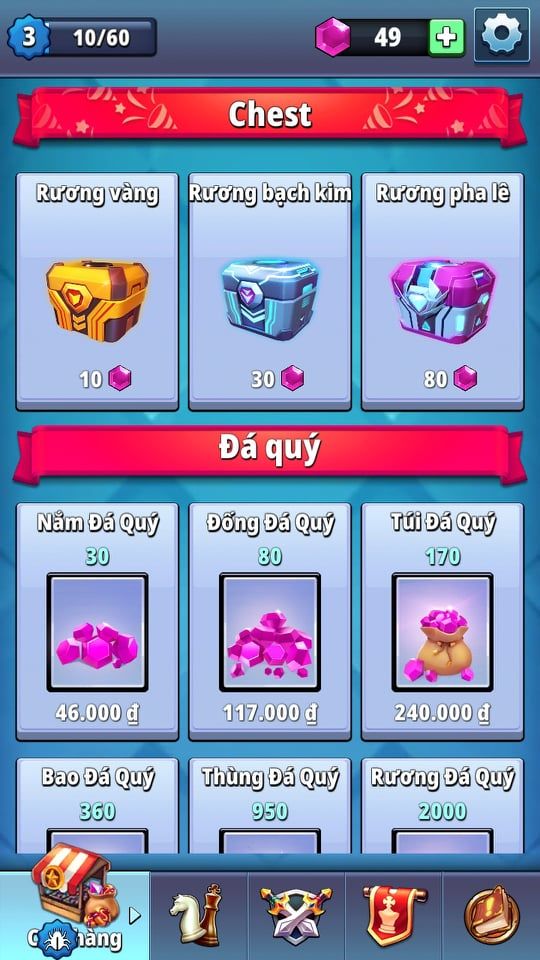 3
10/60
49
Chest
Rương vàng
Rương bạch kim
Rương pha lê
10
30
80
Đá quý
Nắm Đá Quý
Đống Đá Quý
Túi Đá Quý
30
80
170
46.000 ₫
117.000 ₫
240.000 ₫
Bao Đá Quý
Thùng Đá Quý
Rương Đá Quý
360
950
2000
hàng